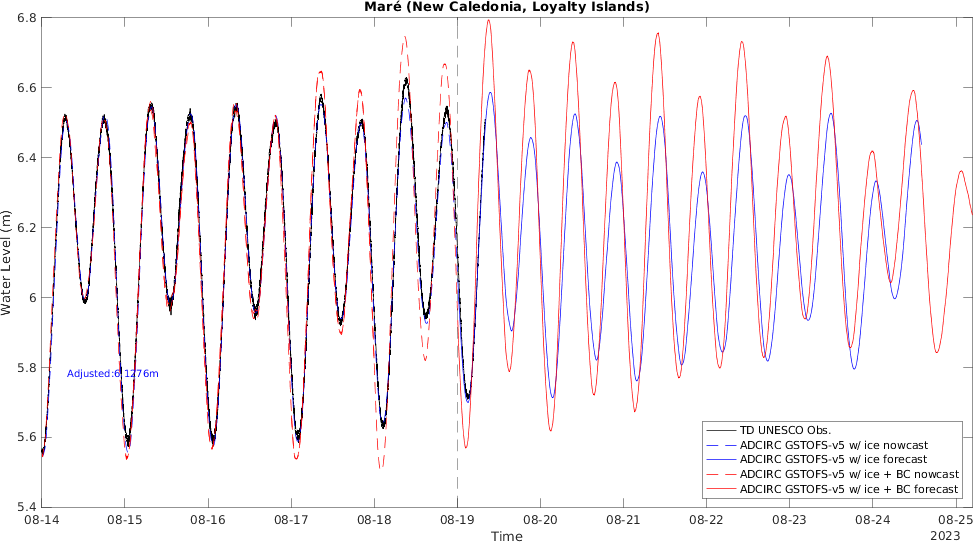 Maré (New Caledonia, Loyalty Islands)
6.8
6.6
6.4
6.2
6
5.8
5.6
5.4
Water Level (m)
Adjusted:6.1276m
TD UNESCO Obs.
ADCIRC GSTOFS-v5 w/ ice nowcast
ADCIRC GSTOFS-v5 w/ ice forecast
ADCIRC GSTOFS-v5 w/ ice + BC nowcast
ADCIRC GSTOFS-v5 w/ ice + BC forecast
08-14 08-15 08-16 08-17 08-18 08-19 08-20 08-21 08-22 08-23 08-24 08-25
Time
2023